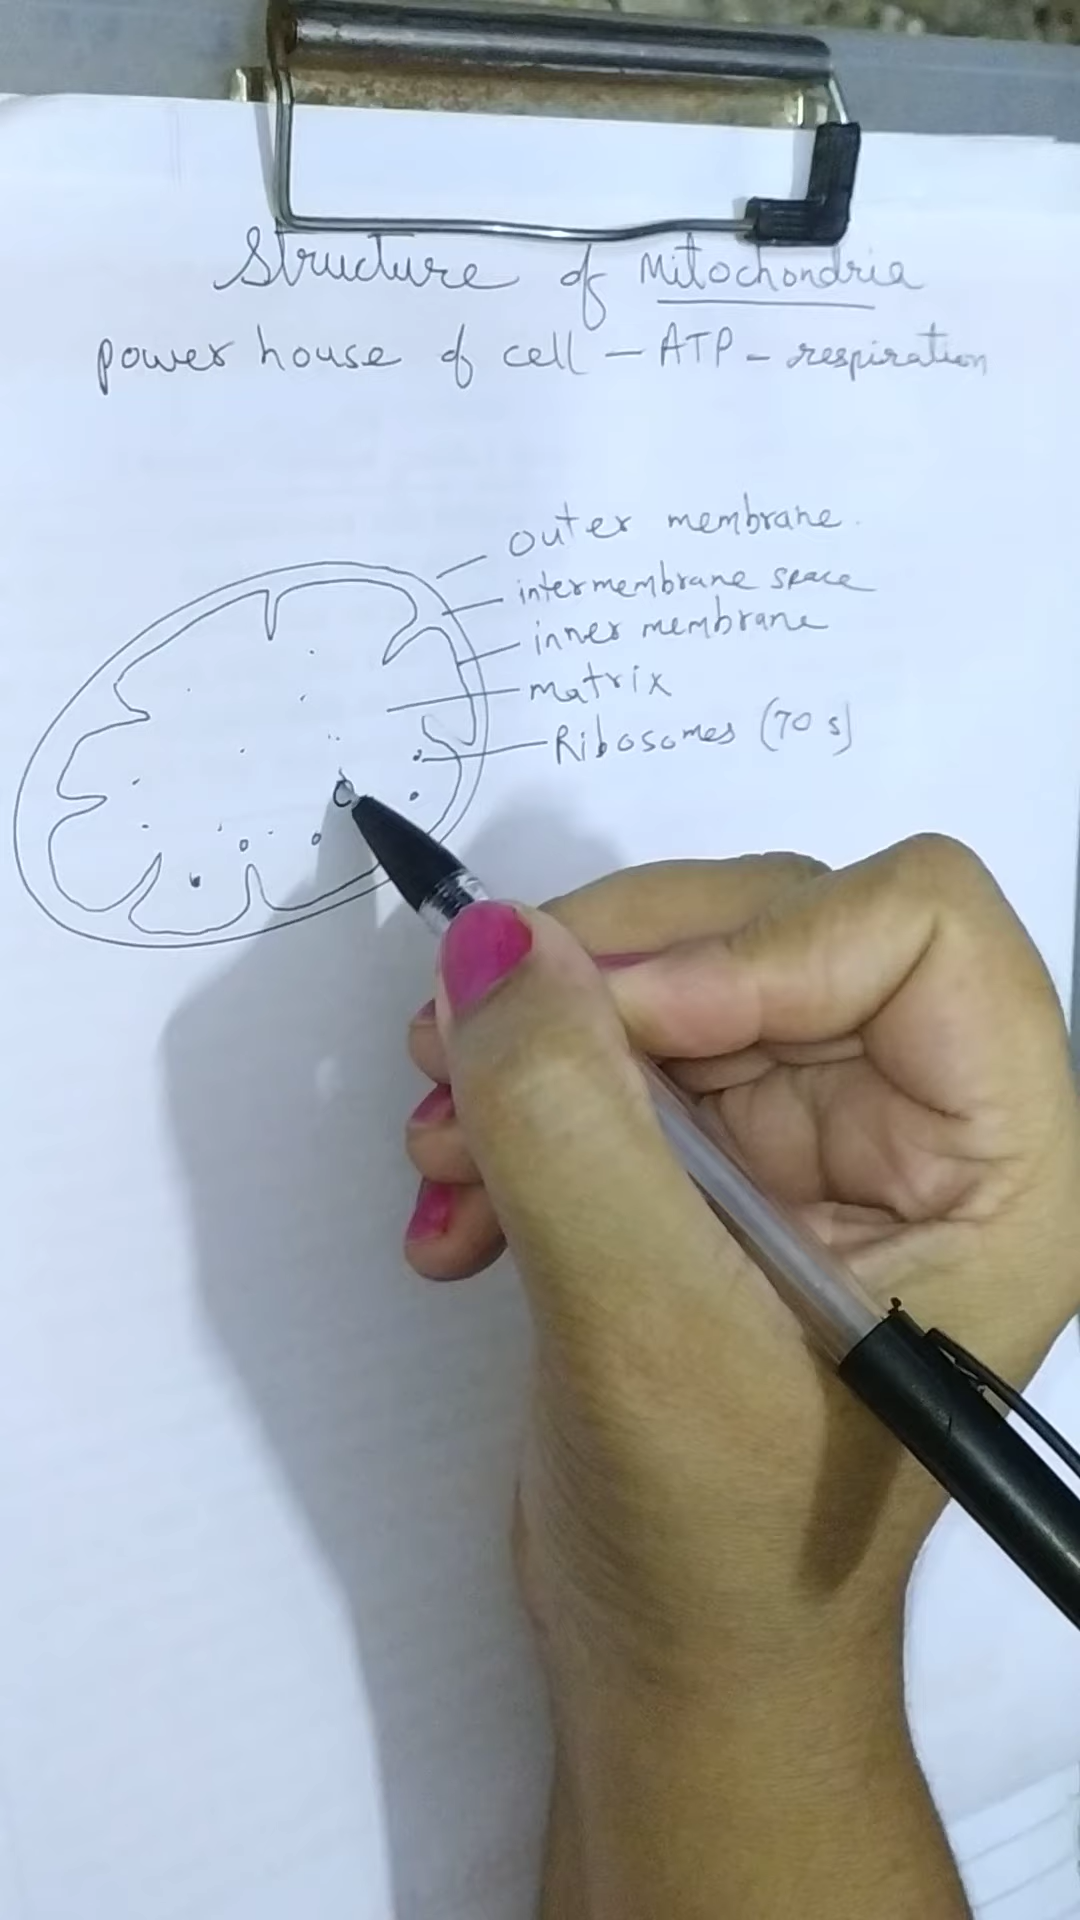 Structure of Mitochondria
power house of cell – ATP – respiration
outer membrane.
intermembrane space
inner membrane
matrix
Ribosomes (70 s)